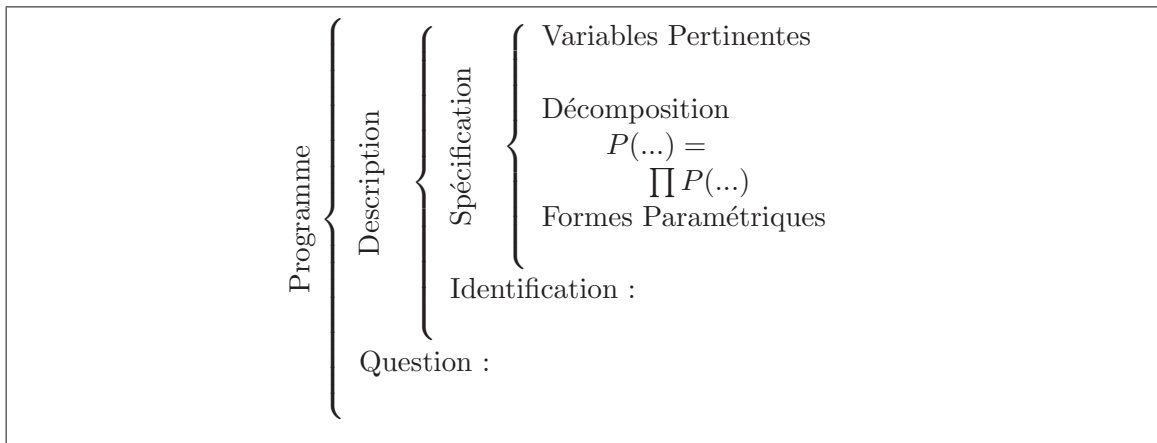 Programme
Description
Spécification
Variables Pertinentes
Décomposition
P(...) =
∏ P(...)
Formes Paramétriques
Identification :
Question :